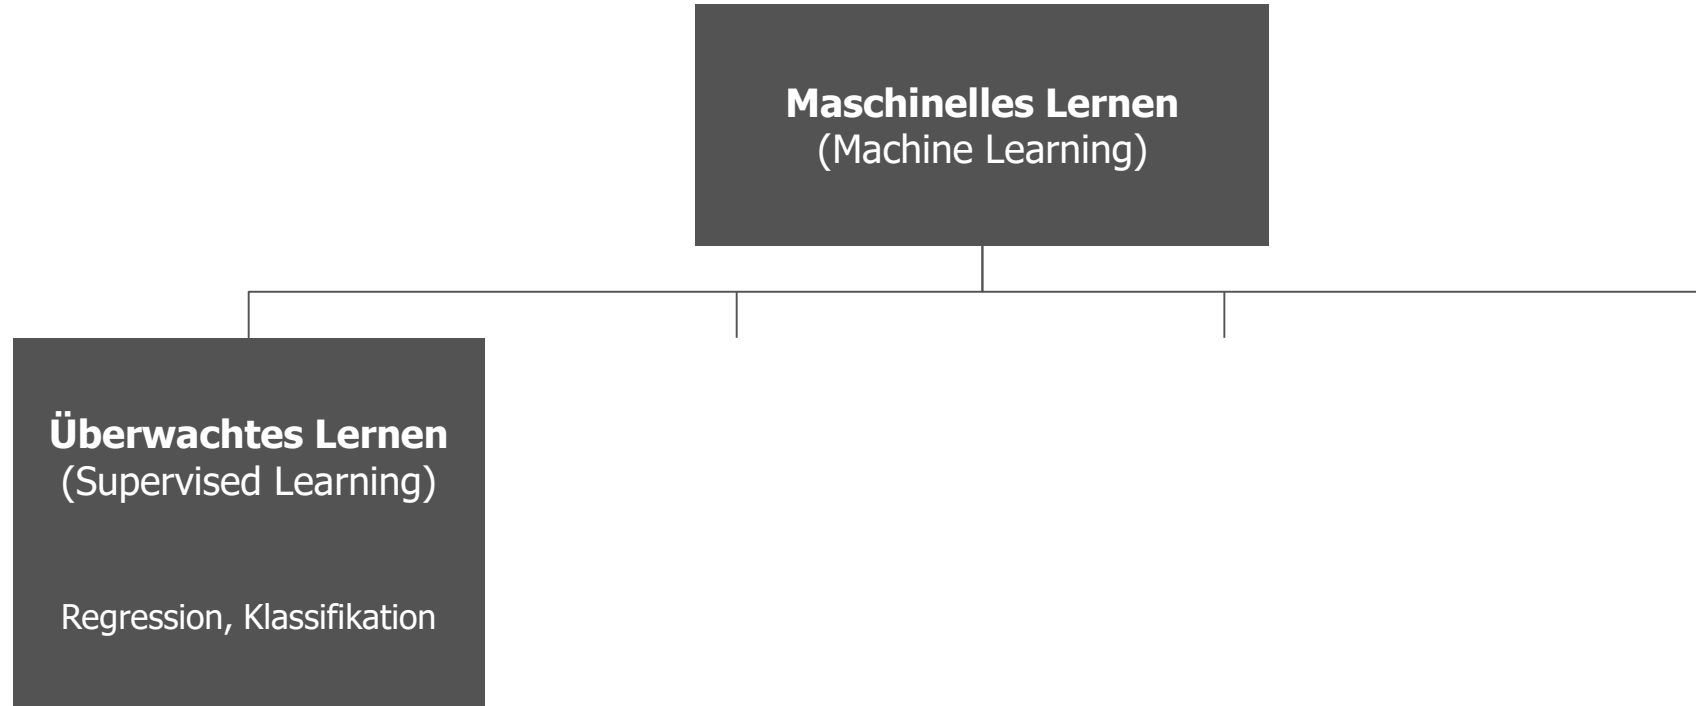 Maschinelles Lernen
(Machine Learning)
Überwachtes Lernen
(Supervised Learning)
Regression, Klassifikation